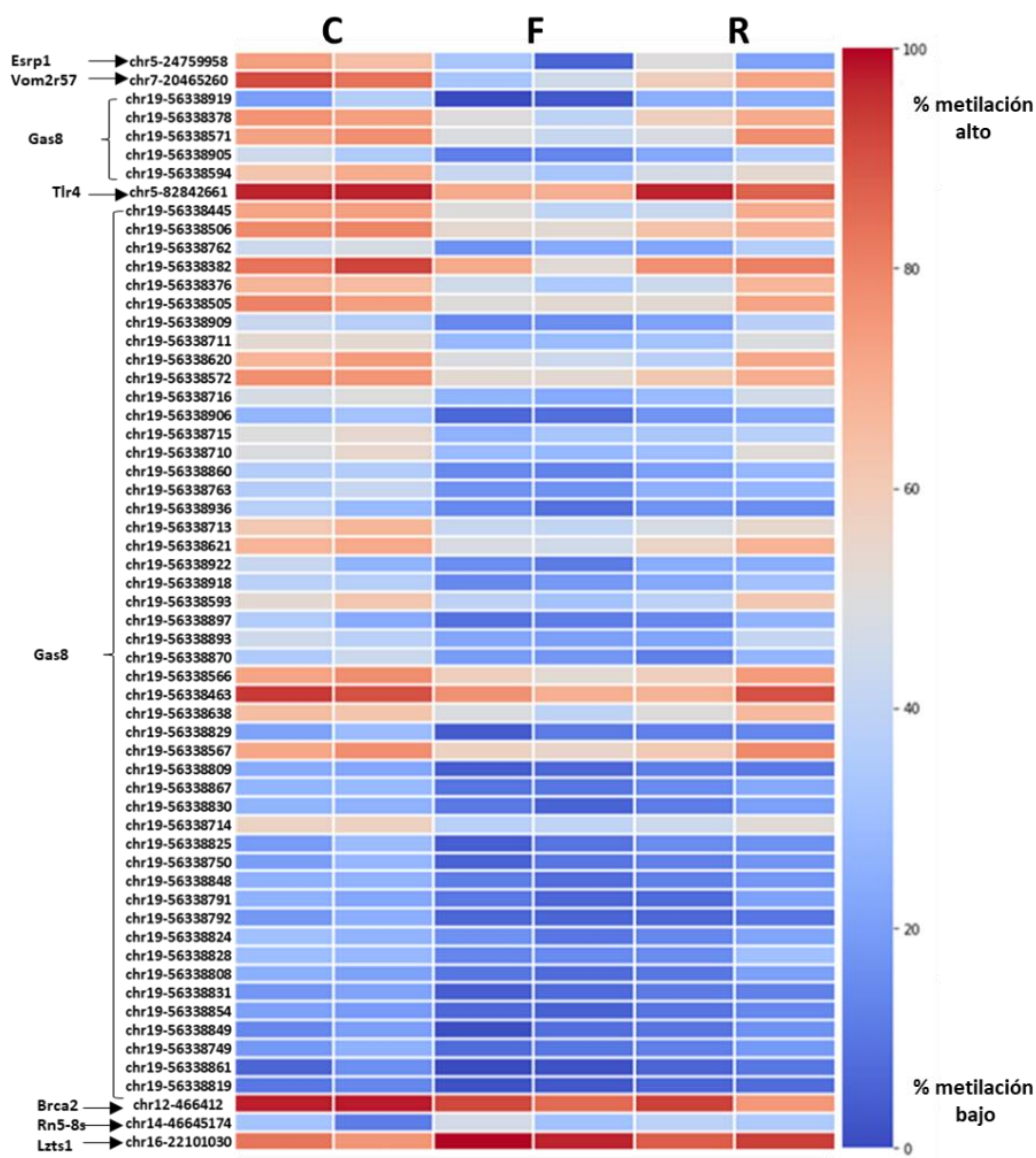 C F R
Esrp1 chr5-24759958
Vom2r57 chr7-20465260
chr19-56338919
chr19-56338378
Gas8 chr19-56338571
chr19-56338905
chr19-56338594
Tlr4 chr5-82842661
chr19-56338445
chr19-56338506
chr19-56338762
chr19-56338382
chr19-56338376
chr19-56338505
chr19-56338909
chr19-56338711
chr19-56338620
chr19-56338572
chr19-56338716
chr19-56338906
chr19-56338715
chr19-56338710
chr19-56338860
chr19-56338763
chr19-56338936
chr19-56338713
chr19-56338621
chr19-56338922
chr19-56338918
chr19-56338593
chr19-56338897
chr19-56338893
Gas8 chr19-56338870
chr19-56338566
chr19-56338463
chr19-56338638
chr19-56338829
chr19-56338567
chr19-56338809
chr19-56338867
chr19-56338830
chr19-56338714
chr19-56338825
chr19-56338750
chr19-56338848
chr19-56338791
chr19-56338792
chr19-56338824
chr19-56338828
chr19-56338808
chr19-56338831
chr19-56338854
chr19-56338849
chr19-56338749
chr19-56338861
chr19-56338819
Brca2 chr12-466412
Rn5-8s chr14-46645174
Lzts1 chr16-22101030
100
% metilación
alto
80
60
40
20
% metilación
bajo
0